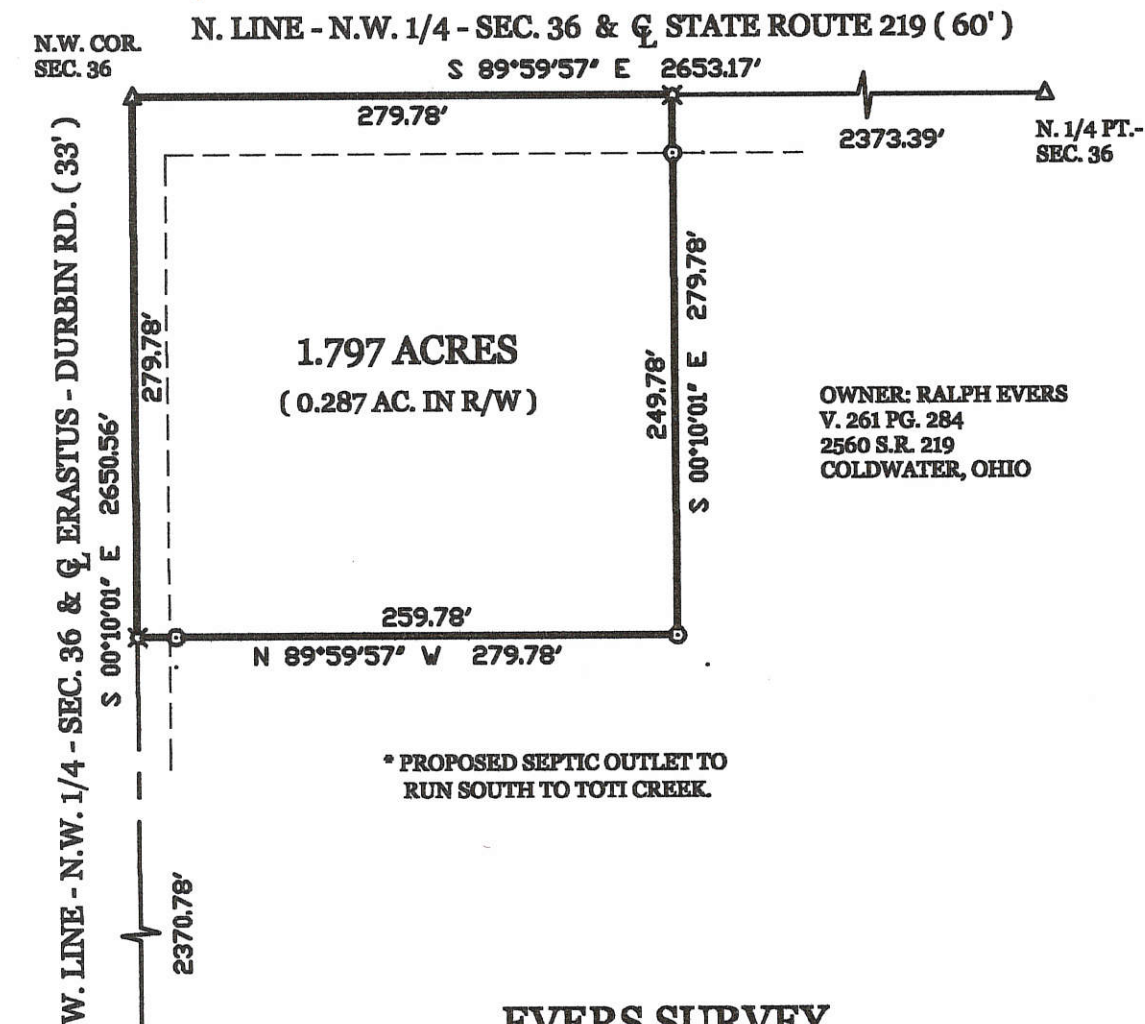 N. LINE - N.W. 1/4 - SEC. 36 & ℄ STATE ROUTE 219 ( 60' )
N.W. COR.
SEC. 36
S 89°59'57" E 2653.17'
279.78'
2373.39'
N. 1/4 PT.-
SEC. 36
W. LINE - N.W. 1/4 - SEC. 36 & ℄ ERASTUS - DURBIN RD. ( 33' )
S 00°10'01" E 2650.56'
279.78'
1.797 ACRES
( 0.287 AC. IN R/W )
249.78'
S 00°10'01" E 279.78'
OWNER: RALPH EVERS
V. 261 PG. 284
2560 S.R. 219
COLDWATER, OHIO
259.78'
N 89°59'57" W 279.78'
* PROPOSED SEPTIC OUTLET TO
RUN SOUTH TO TOTI CREEK.
2370.78'
EVERS SURVEY